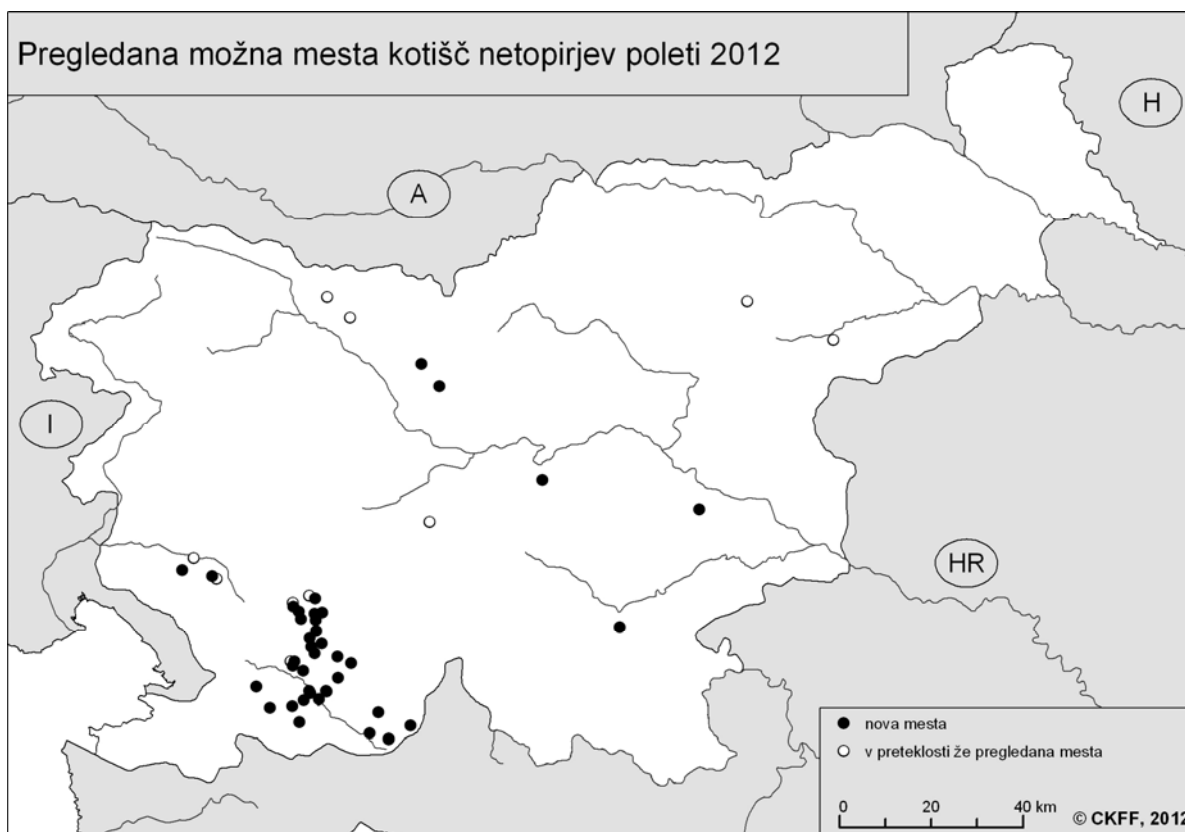 Pregledana možna mesta kotišč netopirjev poleti 2012
H
A
I
HR
nova mesta
v preteklosti že pregledana mesta
0 20 40 km
© CKFF, 2012